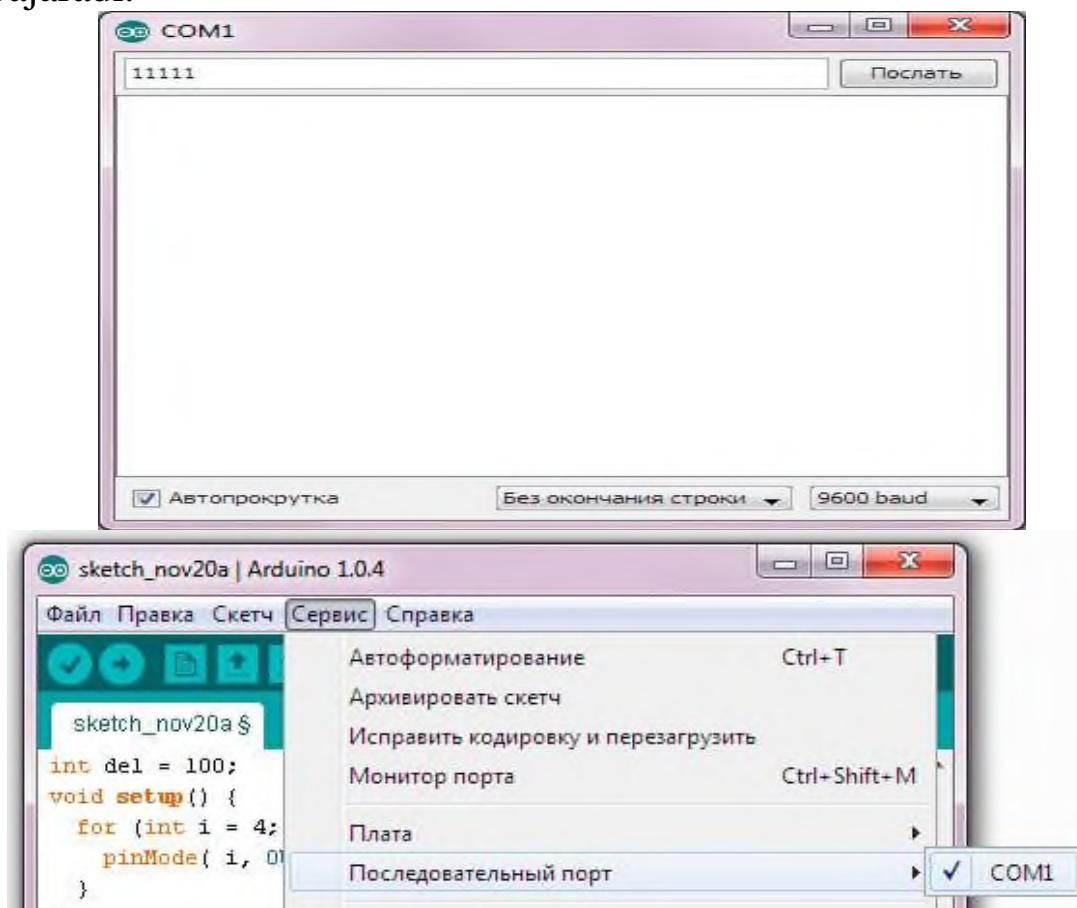 COM1
11111 Послать
Автопрокрутка Без окончания строки 9600 baud
sketch_nov20a | Arduino 1.0.4
Файл Правка Скетч Сервис Справка
Автоформатирование Ctrl+T
Архивировать скетч
sketch_nov20a §
Исправить кодировку и перезагрузить
int del = 100;
Монитор порта Ctrl+Shift+M
void setup() {
for (int i = 4;
Плата
pinMode( i,
Последовательный порт COM1
}